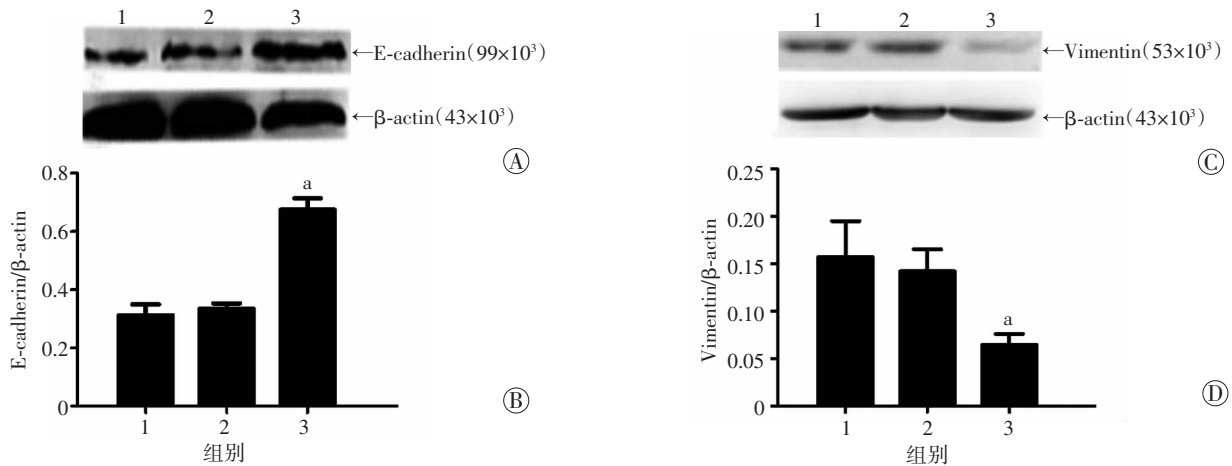 1 2 3
←E-cadherin(99×10³)
←β-actin(43×10³)
Ⓐ
0.8
0.6
0.4
0.2
0
E-cadherin/β-actin
a
1 2 3
组别
Ⓑ
1 2 3
←Vimentin(53×10³)
←β-actin(43×10³)
Ⓒ
0.25
0.20
0.15
0.10
0.05
0
Vimentin/β-actin
a
1 2 3
组别
Ⓓ